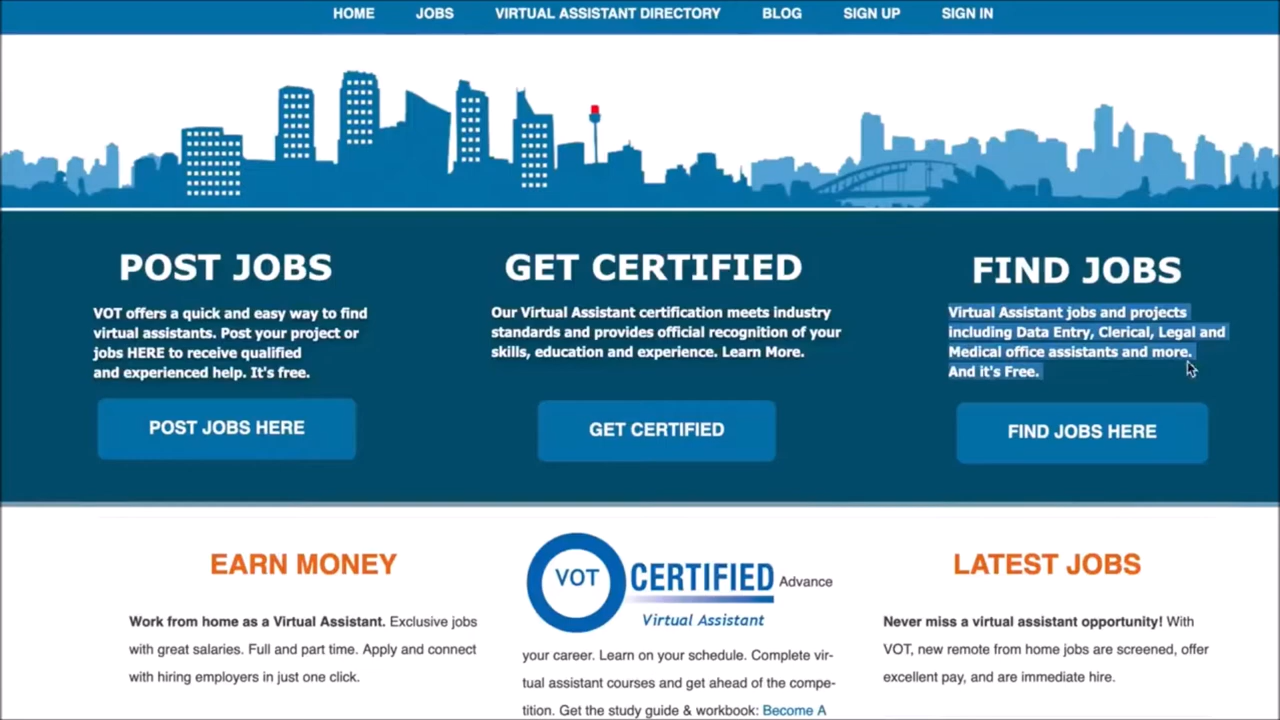 HOME JOBS VIRTUAL ASSISTANT DIRECTORY BLOG SIGN UP SIGN IN
POST JOBS
VOT offers a quick and easy way to find
virtual assistants. Post your project or
jobs HERE to receive qualified
and experienced help. It's free.
POST JOBS HERE
GET CERTIFIED
Our Virtual Assistant certification meets industry
standards and provides official recognition of your
skills, education and experience. Learn More.
GET CERTIFIED
FIND JOBS
Virtual Assistant jobs and projects
including Data Entry, Clerical, Legal and
Medical office assistants and more.
And it's Free.
FIND JOBS HERE
EARN MONEY
Work from home as a Virtual Assistant. Exclusive jobs
with great salaries. Full and part time. Apply and connect
with hiring employers in just one click.
VOT CERTIFIED Advance
Virtual Assistant
your career. Learn on your schedule. Complete vir-
tual assistant courses and get ahead of the compe-
tition. Get the study guide & workbook: Become A
LATEST JOBS
Never miss a virtual assistant opportunity! With
VOT, new remote from home jobs are screened, offer
excellent pay, and are immediate hire.